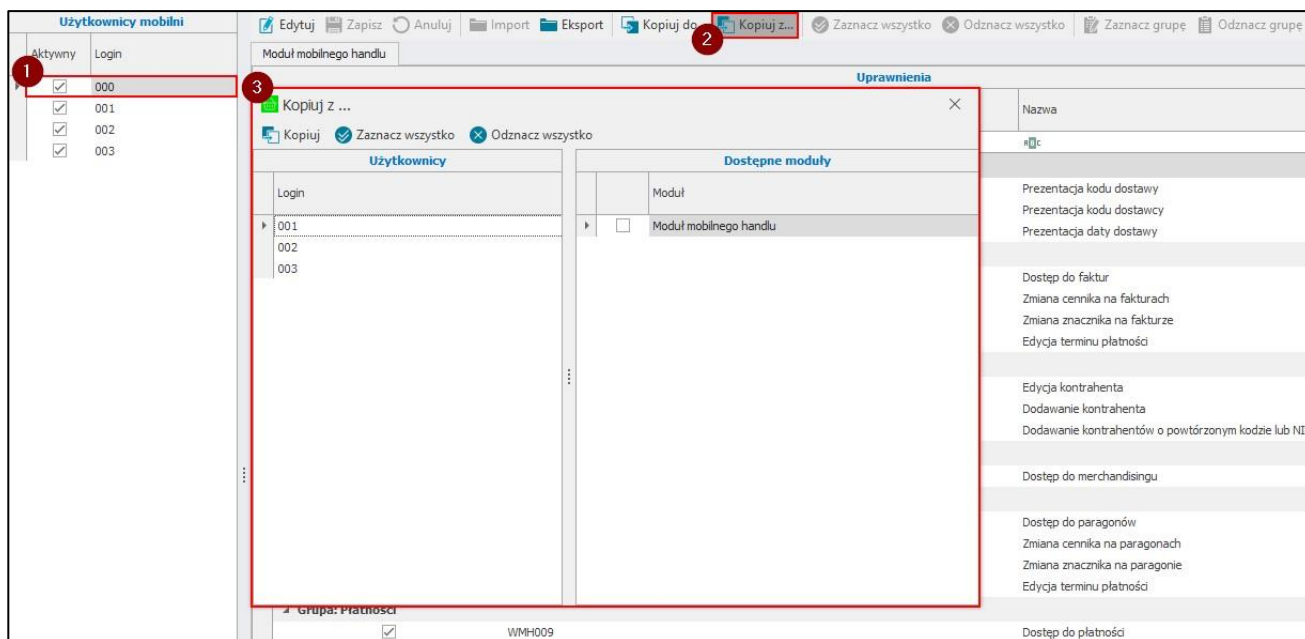 Użytkownicy mobilni
Edytuj Zapisz Anuluj Import Eksport Kopiuj do Kopiuj z... Zaznacz wszystko Odznacz wszystko Zaznacz grupę Odznacz grupę
2
Aktywny Login
Moduł mobilnego handlu
1
Uprawnienia
000
3
001
002
003
Kopiuj z ...
Kopiuj Zaznacz wszystko Odznacz wszystko
Użytkownicy Dostępne moduły
Login Moduł
001 Moduł mobilnego handlu
002
003
Nazwa
Prezentacja kodu dostawy
Prezentacja kodu dostawcy
Prezentacja daty dostawy
Dostęp do faktur
Zmiana cennika na fakturach
Zmiana znacznika na fakturze
Edycja terminu płatności
Edycja kontrahenta
Dodawanie kontrahenta
Dodawanie kontrahentów o powtórzonym kodzie lub NI
Dostęp do merchandisingu
Dostęp do paragonów
Zmiana cennika na paragonach
Zmiana znacznika na paragonie
Edycja terminu płatności
Grupa: Płatności
WMH009 Dostęp do płatności